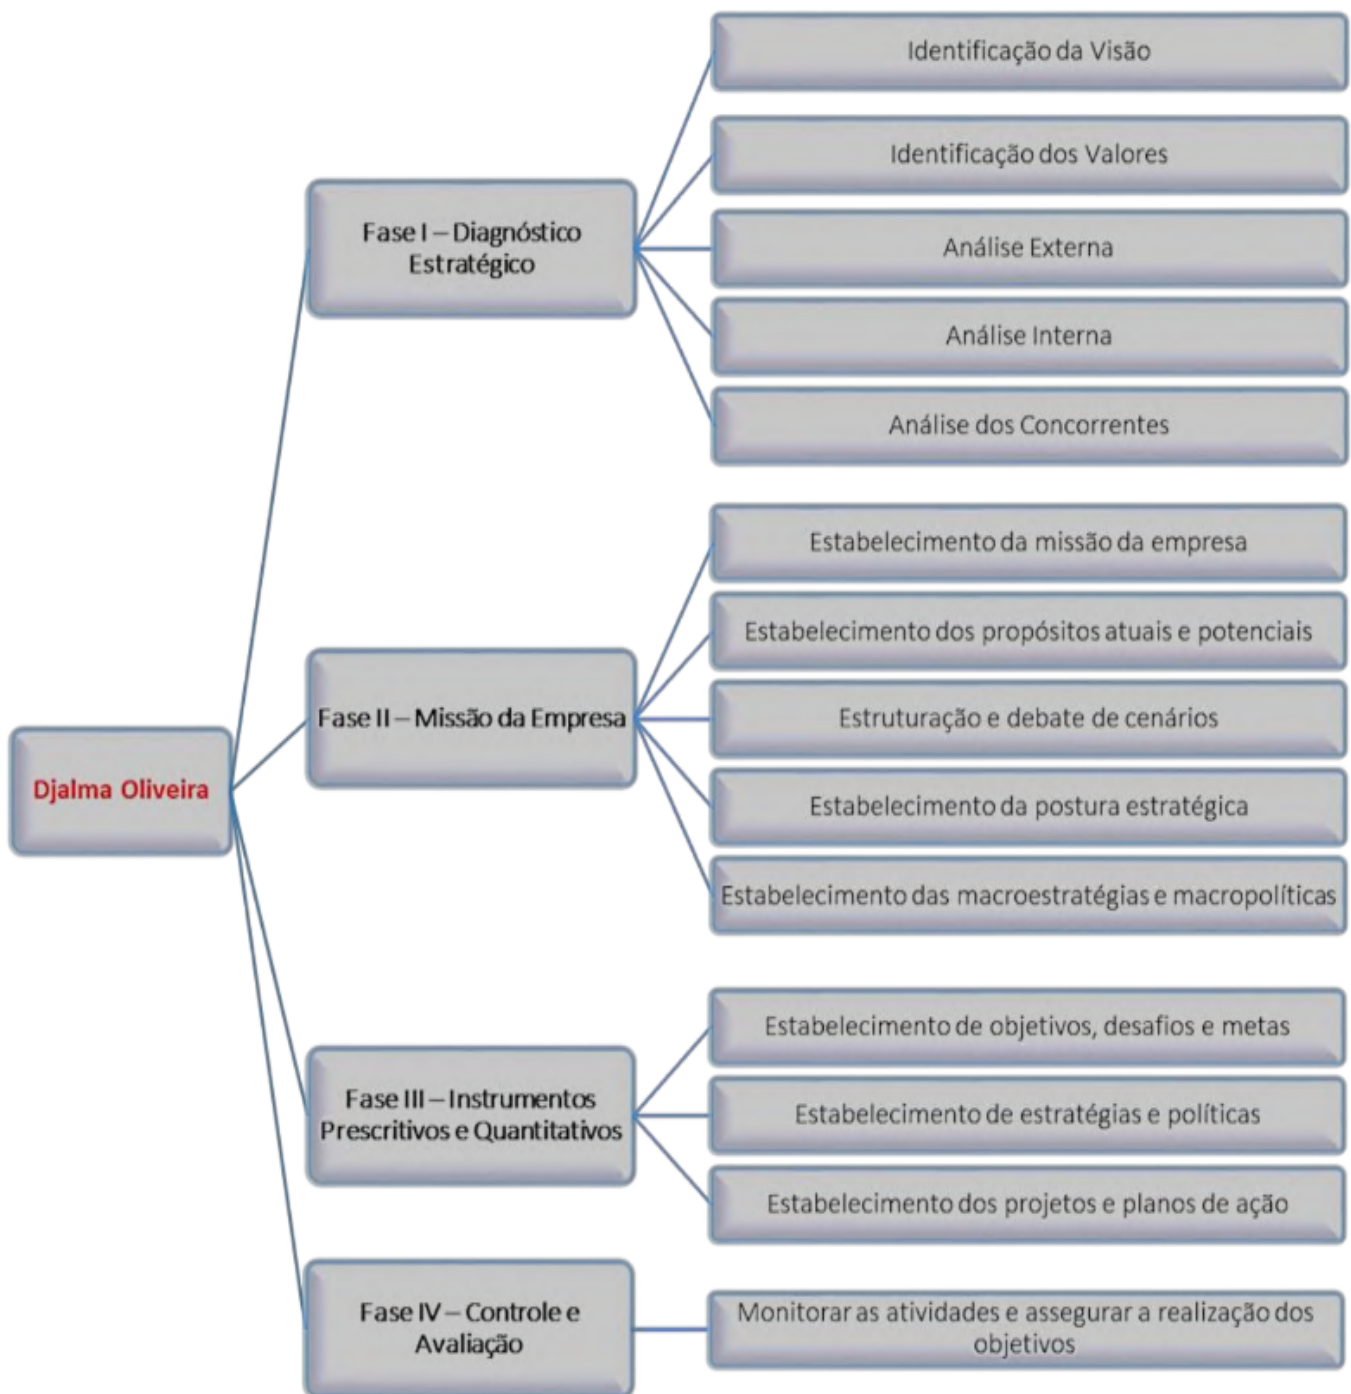 Djalma Oliveira
Fase I – Diagnóstico
Estratégico
Identificação da Visão
Identificação dos Valores
Análise Externa
Análise Interna
Análise dos Concorrentes
Fase II – Missão da Empresa
Estabelecimento da missão da empresa
Estabelecimento dos propósitos atuais e potenciais
Estruturação e debate de cenários
Estabelecimento da postura estratégica
Estabelecimento das macroestratégias e macropolíticas
Fase III – Instrumentos
Prescritivos e Quantitativos
Estabelecimento de objetivos, desafios e metas
Estabelecimento de estratégias e políticas
Estabelecimento dos projetos e planos de ação
Fase IV – Controle e
Avaliação
Monitorar as atividades e assegurar a realização dos
objetivos